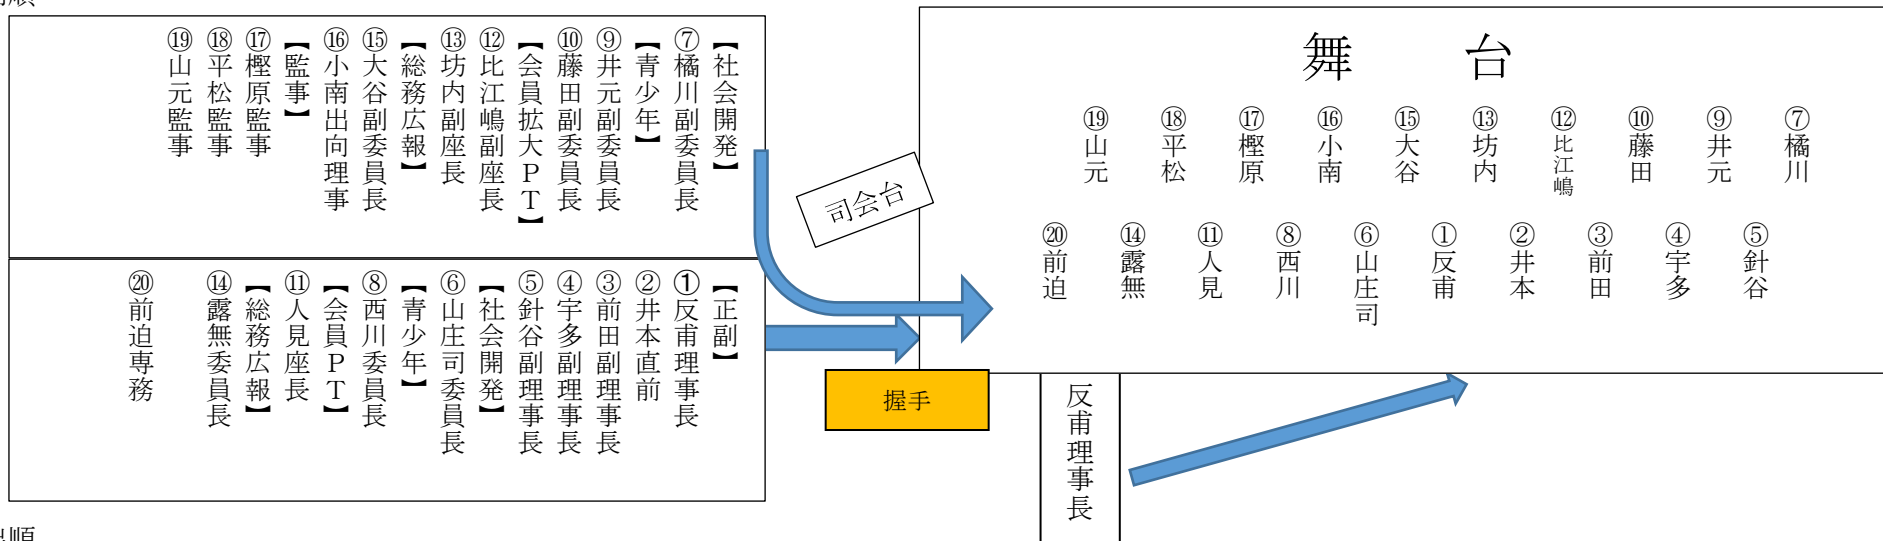 【社会開発】
⑦橘川副委員長
【青少年】
⑨井元副委員長
⑩藤田副委員長
【会員拡大ＰＴ】
⑫比江嶋副座長
⑬坊内副座長
【総務広報】
⑮大谷副委員長
⑯小南出向理事
【監事】
⑰樫原監事
⑱平松監事
⑲山元監事
【正副】
①反甫理事長
②井本直前
③前田副理事長
④宇多副理事長
⑤針谷副理事長
【社会開発】
⑥山庄司委員長
【青少年】
⑧西川委員長
【会員ＰＴ】
⑪人見座長
【総務広報】
⑭露無委員長
⑳前迫専務
司会台
握手
舞台
⑦橘川
⑨井元
⑩藤田
⑫比江嶋
⑬坊内
⑮大谷
⑯小南
⑰樫原
⑱平松
⑲山元
⑤針谷
④宇多
③前田
②井本
①反甫
⑥山庄司
⑧西川
⑪人見
⑭露無
⑳前迫
反甫理事長